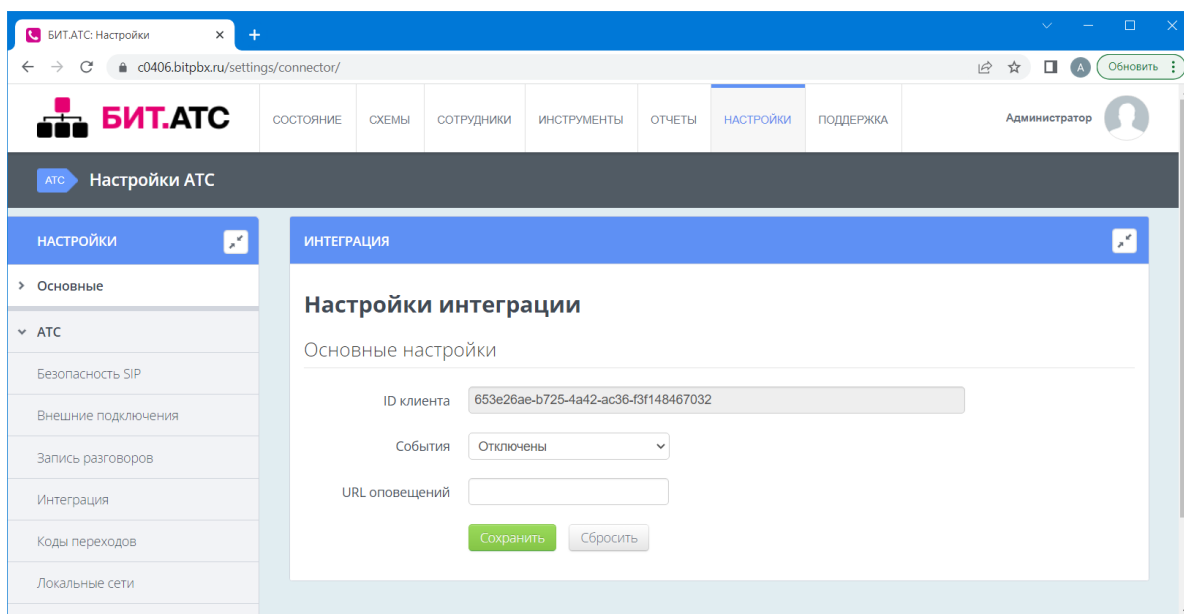 БИТ.АТС: Настройки
c0406.bitpbx.ru/settings/connector/
А
Обновить
БИТ.АТС
СОСТОЯНИЕ СХЕМЫ СОТРУДНИКИ ИНСТРУМЕНТЫ ОТЧЕТЫ НАСТРОЙКИ ПОДДЕРЖКА Администратор
АТС Настройки АТС
НАСТРОЙКИ
Основные
АТС
Безопасность SIP
Внешние подключения
Запись разговоров
Интеграция
Коды переходов
Локальные сети
ИНТЕГРАЦИЯ
Настройки интеграции
Основные настройки
ID клиента 653e26ae-b725-4a42-ac36-f3f148467032
События Отключены
URL оповещений
Сохранить Сбросить